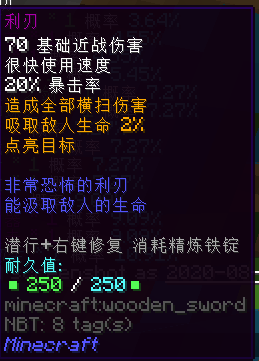 利刃
70 基础近战伤害
很快使用速度
20% 暴击率
造成全部横扫伤害
吸取敌人生命 2%
点亮目标
非常恐怖的利刃
能汲取敌人的生命
潜行+右键修复 消耗精炼铁锭
耐久值:
▪ 250 / 250 ▪
minecraft:wooden_sword
NBT: 8 tag(s)
Minecraft